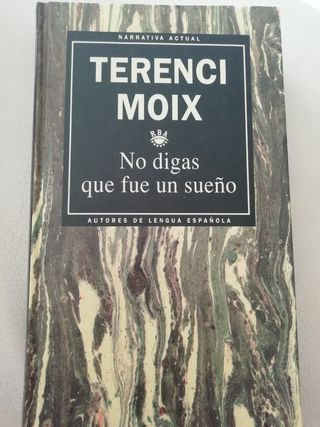 NARRATIVA ACTUAL
TERENCI
MOIX
RBA
No digas
que fue un sueño
AUTORES DE LENGUA ESPAÑOLA